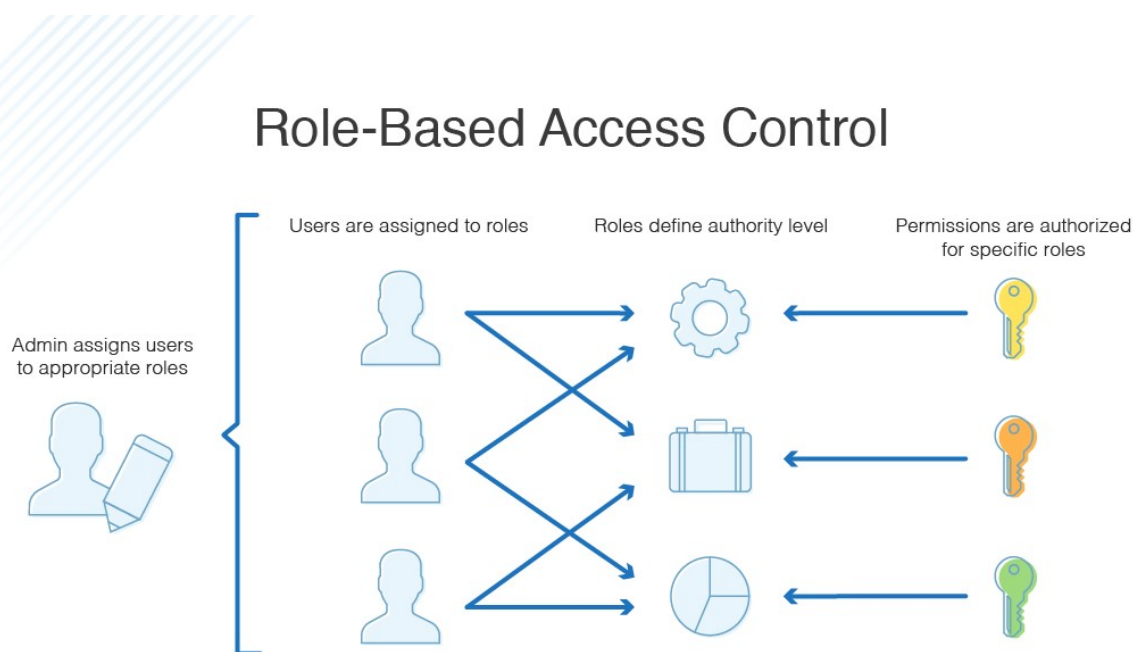 Role-Based Access Control
Admin assigns users
to appropriate roles
Users are assigned to roles
Roles define authority level
Permissions are authorized
for specific roles